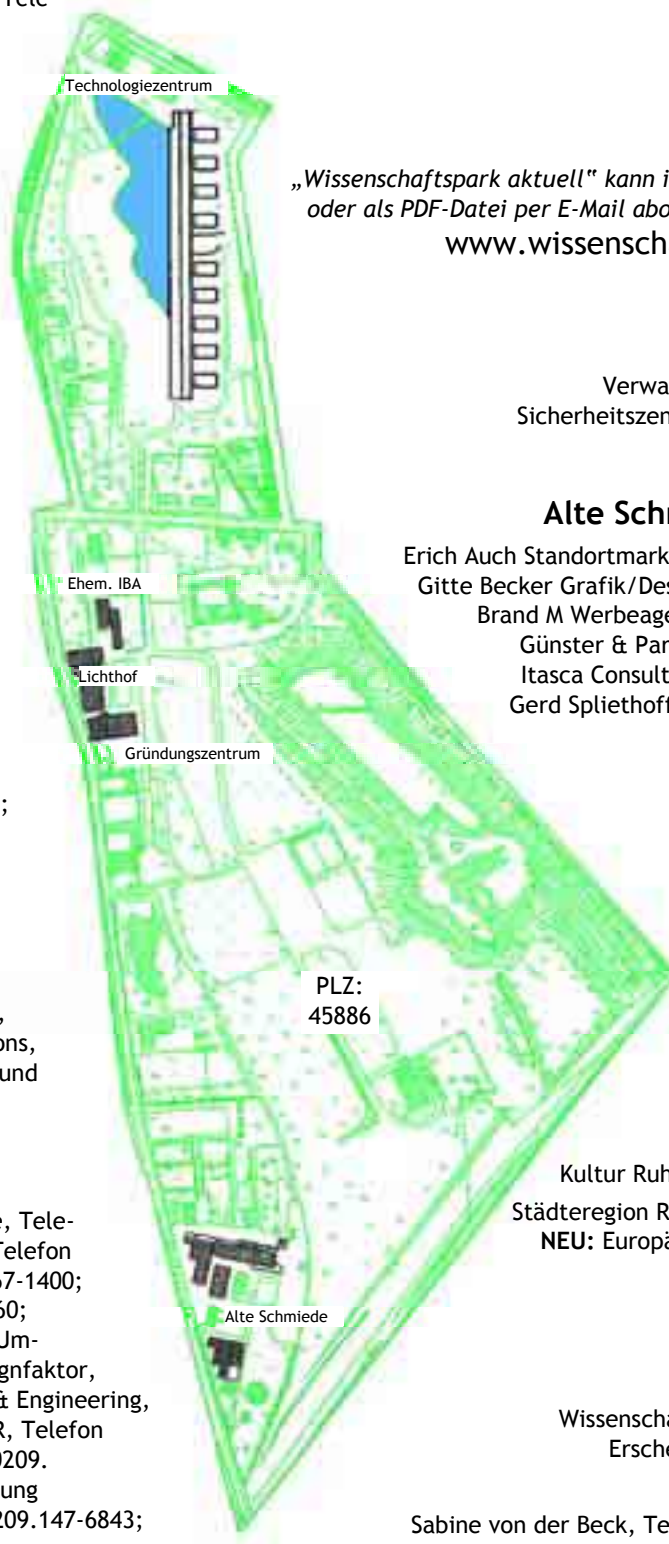 Technologiezentrum
„Wissenschaftspark aktuell“ kann i
oder als PDF-Datei per E-Mail abo
www.wissensch
Verwa
Sicherheitszen
Alte Schr
Erich Auch Standortmark
Gitte Becker Grafik/Des
Brand M Werbeage
Günster & Par
Itasca Consult
Gerd Spliethoff
Ehem. IBA
Lichthof
Gründungszentrum
;
PLZ:
45886
,
ons,
und
Kultur Ruh
Städteregion R
NEU: Europä
e, Tele-
Telefon
67-1400;
60;
Um-
gnfaktor,
& Engineering,
R, Telefon
0209.
ung
209.147-6843;
Alte Schmiede
Wissenscha
Ersche
Sabine von der Beck, Te